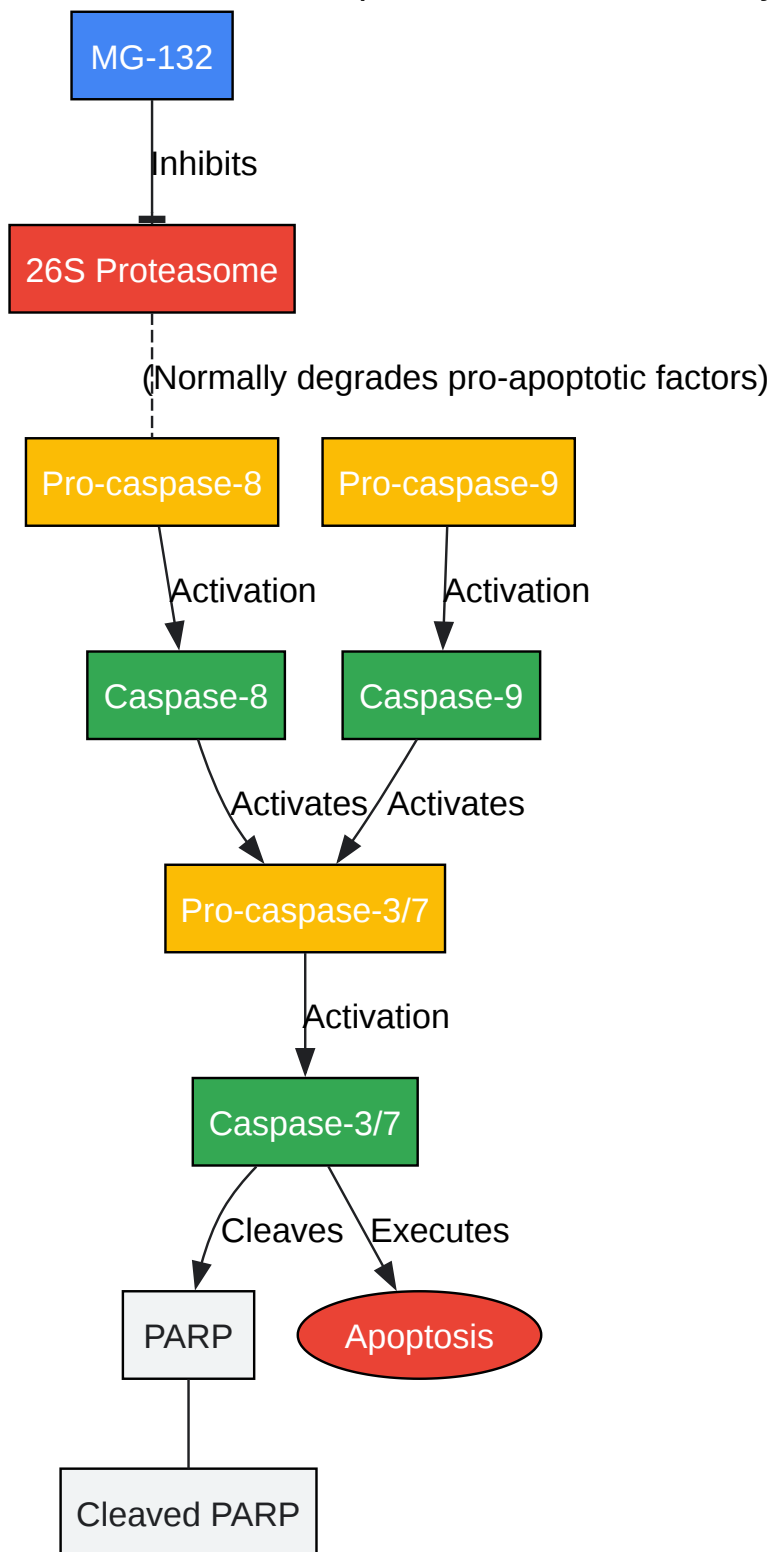 MG-132
Inhibits
26S Proteasome
(Normally degrades pro-apoptotic factors)
Pro-caspase-8
Pro-caspase-9
Activation
Activation
Caspase-8
Caspase-9
Activates
Activates
Pro-caspase-3/7
Activation
Caspase-3/7
Cleaves
Executes
PARP
Apoptosis
Cleaved PARP